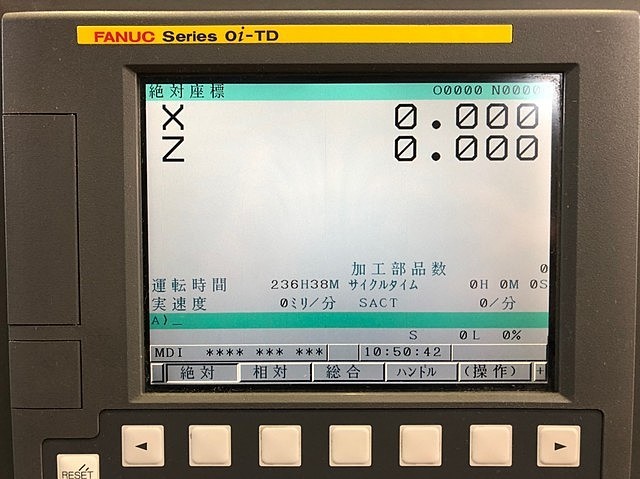 FANUC Series 0i-TD
絶対座標 O0000 N0000
X 0.000
Z 0.000
加工部品数 0
運転時間 236H38M サイクルタイム 0H 0M 0S
実速度 0ミリ/分 SACT 0/分
A)_
S 0 L 0%
MDI **** *** *** 10:50:42
絶対 相対 総合 ハンドル (操作) +
◄ ►
RESET